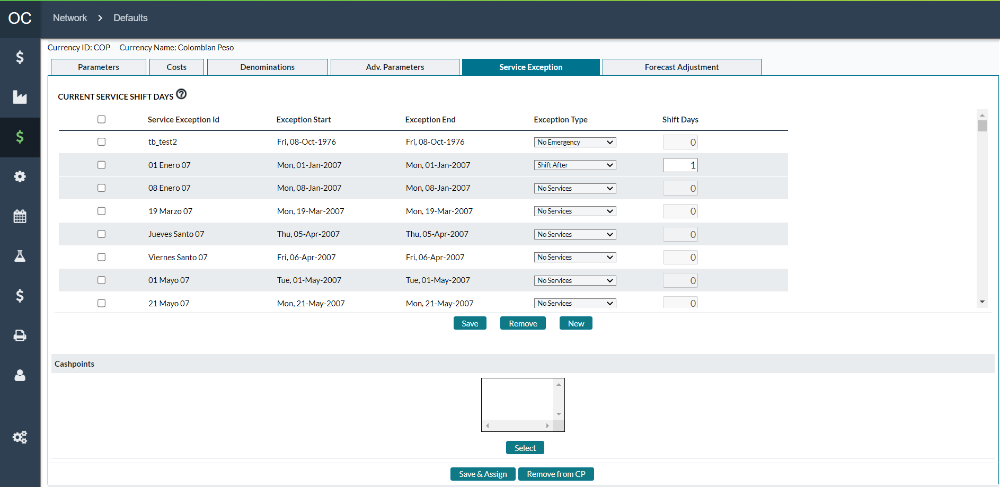 OC
Network > Defaults
Currency ID: COP Currency Name: Colombian Peso
Parameters Costs Denominations Adv. Parameters Service Exception Forecast Adjustment
CURRENT SERVICE SHIFT DAYS ?
Service Exception Id Exception Start Exception End Exception Type Shift Days
tb_test2 Fri, 08-Oct-1976 Fri, 08-Oct-1976 No Emergency 0
01 Enero 07 Mon, 01-Jan-2007 Mon, 01-Jan-2007 Shift After 1
08 Enero 07 Mon, 08-Jan-2007 Mon, 08-Jan-2007 No Services 0
19 Marzo 07 Mon, 19-Mar-2007 Mon, 19-Mar-2007 No Services 0
Jueves Santo 07 Thu, 05-Apr-2007 Thu, 05-Apr-2007 No Services 0
Viernes Santo 07 Fri, 06-Apr-2007 Fri, 06-Apr-2007 No Services 0
01 Mayo 07 Tue, 01-May-2007 Tue, 01-May-2007 No Services 0
21 Mayo 07 Mon, 21-May-2007 Mon, 21-May-2007 No Services 0
Save Remove New
Cashpoints
Select
Save & Assign Remove from CP